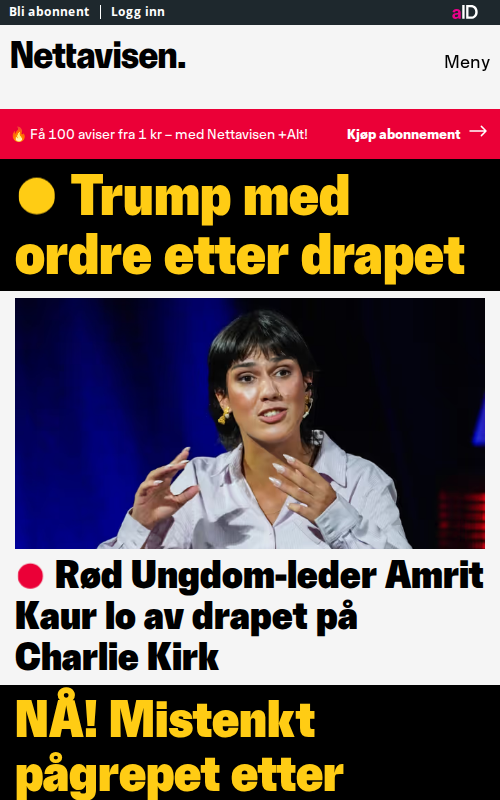 Bli abonnent | Logg inn
aID
Nettavisen.
Meny
🔥 Få 100 aviser fra 1 kr – med Nettavisen +Alt!
Kjøp abonnement →
Trump med
ordre etter drapet
Rød Ungdom-leder Amrit
Kaur lo av drapet på
Charlie Kirk
NÅ! Mistenkt
pågrepet etter